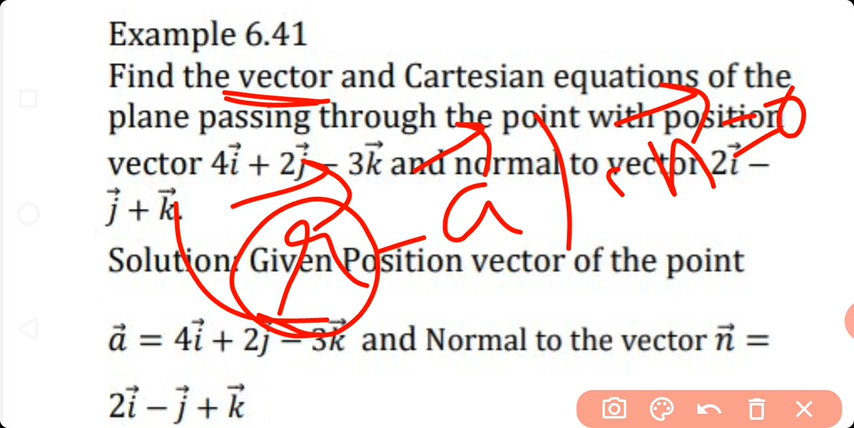 Example 6.41
Find the vector and Cartesian equations of the
plane passing through the point with position
vector 4i⃗ + 2j⃗ − 3k⃗ and normal to vector 2i⃗ −
j⃗ + k⃗.
(r⃗ − a⃗) · n⃗ = 0
Solution: Given Position vector of the point
a⃗ = 4i⃗ + 2j⃗ − 3k⃗ and Normal to the vector n⃗ =
2i⃗ − j⃗ + k⃗